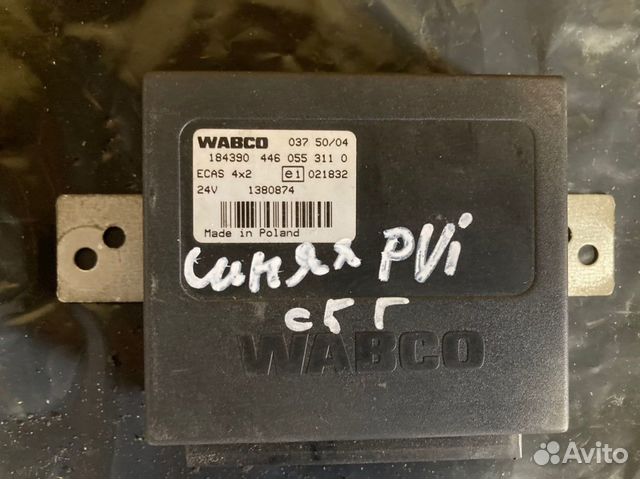 WABCO 037 50/04
184390 446 055 311 0
ECAS 4x2 e1 021832
24V 1380874
Made in Poland
синяя PVi
с 5 Г
WABCO
Avito